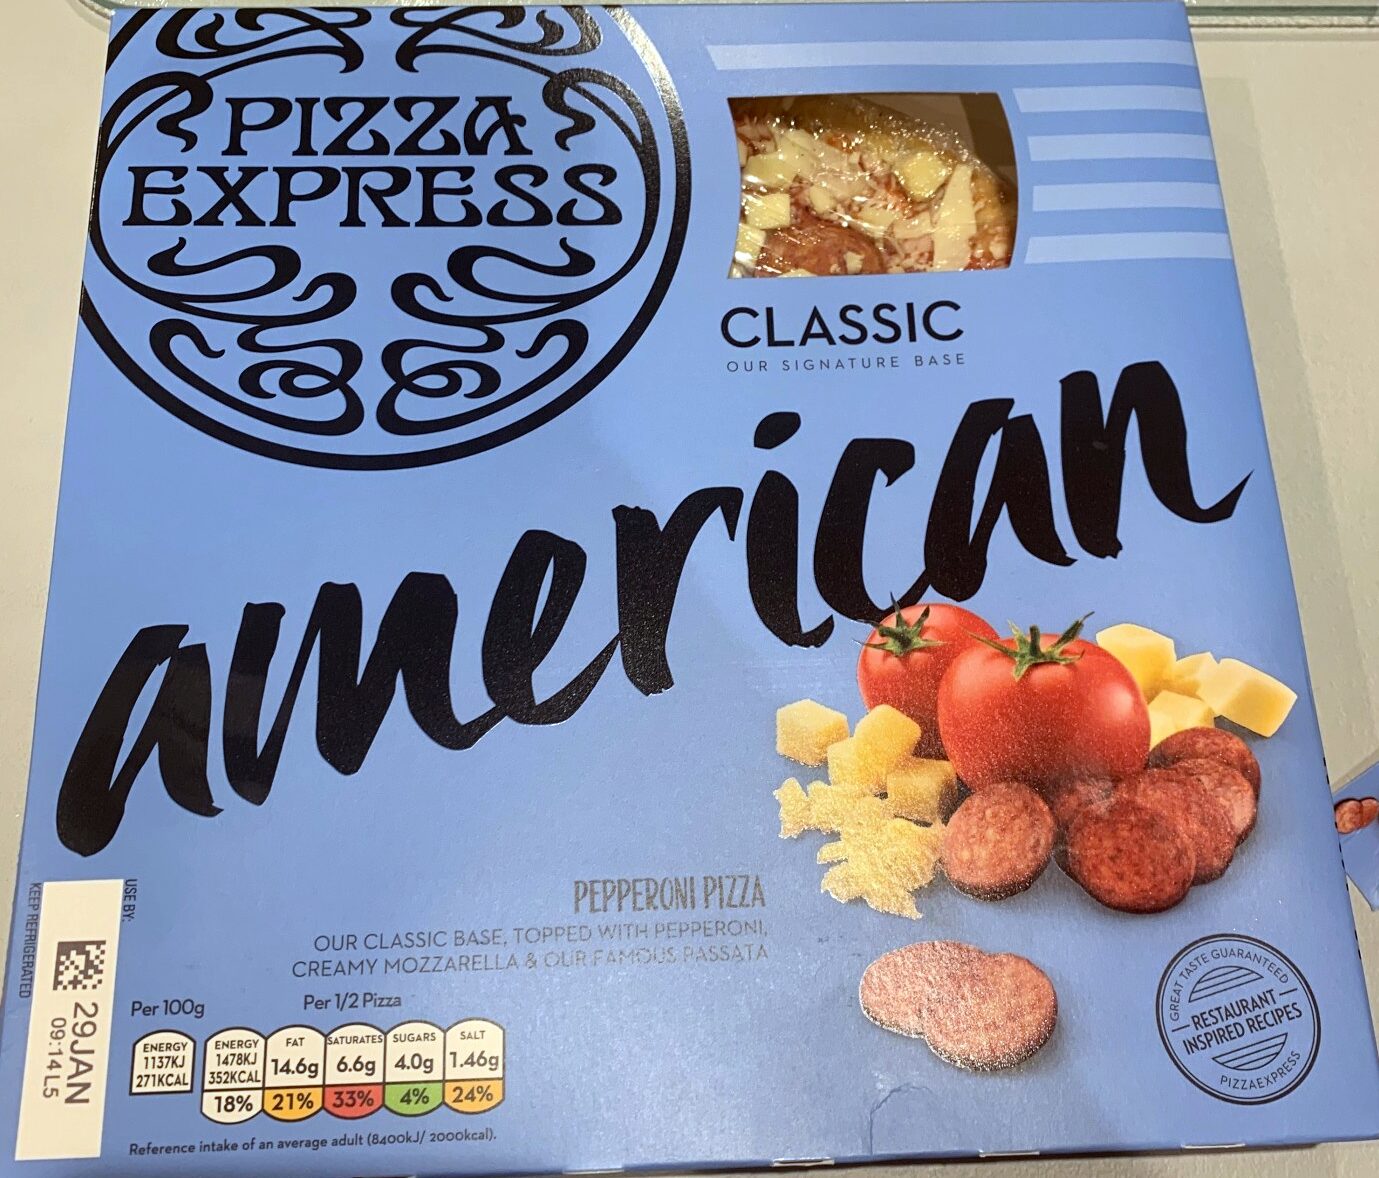 PIZZA
EXPRESS
CLASSIC
OUR SIGNATURE BASE
american
PEPPERONI PIZZA
OUR CLASSIC BASE, TOPPED WITH PEPPERONI,
CREAMY MOZZARELLA & OUR FAMOUS PASSATA
USE BY:
KEEP REFRIGERATED
29JAN
09:14 L5
Per 100g
Per 1/2 Pizza
ENERGY
1137KJ
271KCAL
ENERGY
1478KJ
352KCAL
18%
FAT
14.6g
21%
SATURATES
6.6g
33%
SUGARS
4.0g
4%
SALT
1.46g
24%
Reference intake of an average adult (8400kJ/ 2000kcal).
GREAT TASTE GUARANTEED
RESTAURANT
INSPIRED RECIPES
PIZZAEXPRESS